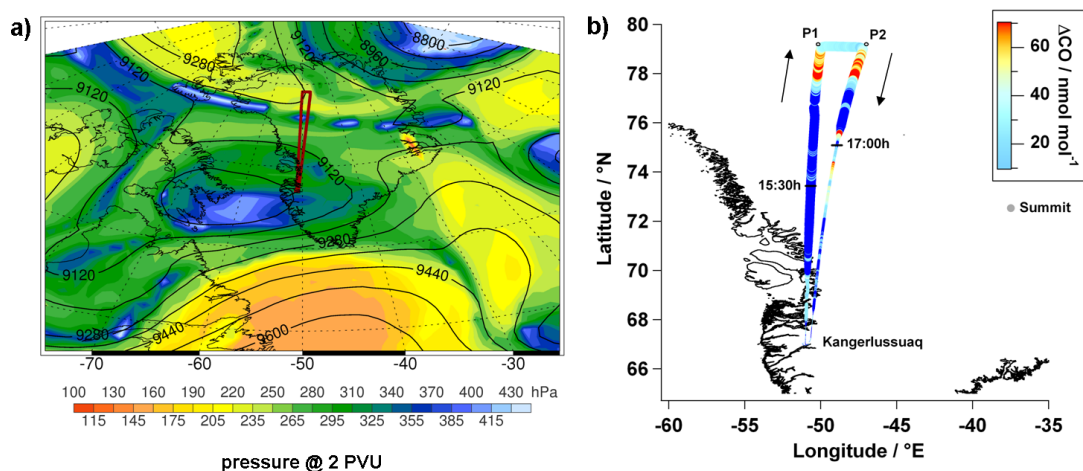 a)
8800
9280
9120
8960
9120
9120
9120
9280
9120
9440
9280
9440
9600
-70 -60 -50 -40 -30 -25
100 130 160 190 220 250 280 310 340 370 400 430 hPa
115 145 175 205 235 265 295 325 355 385 415
pressure @ 2 PVU
b)
80
78
76
74
72
70
68
66
Latitude / °N
P1 P2
17:00h
15:30h
Kangerlussuaq
-60 -55 -50 -45 -40 -35
Longitude / °E
60
40
20
ΔCO / nmol mol⁻¹
Summit